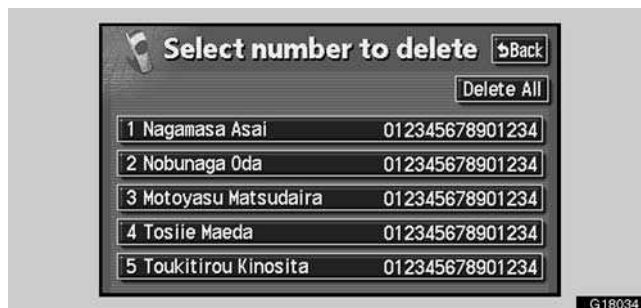 Select number to delete Back
Delete All
1 Nagamasa Asai 012345678901234
2 Nobunaga Oda 012345678901234
3 Motoyasu Matsudaira 012345678901234
4 Tosiie Maeda 012345678901234
5 Toukitirou Kinosita 012345678901234
G18034